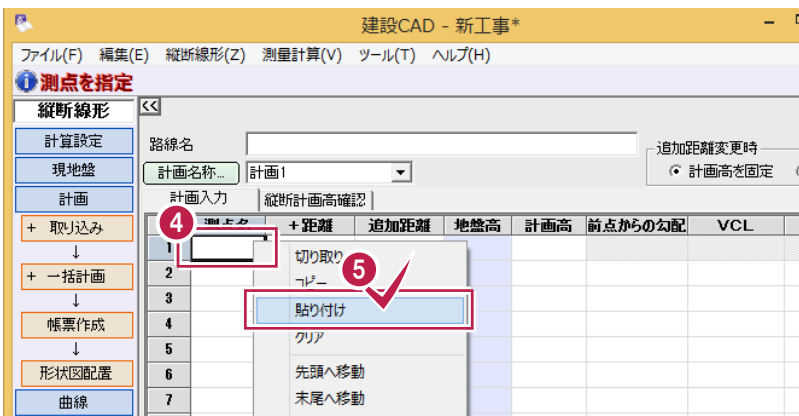 建設CAD - 新工事*
ファイル(F) 編集(E) 縦断線形(Z) 測量計算(V) ツール(T) ヘルプ(H)
測点を指定
縦断線形 <<
計算設定
現地盤
計画
+ 取り込み
↓
+ 一括計画
↓
帳票作成
↓
形状図配置
曲線
路線名
追加距離変更時
計画名称... 計画1
計画高を固定
計画入力 縦断計画高確認
4
測点名 +距離 追加距離 地盤高 計画高 前点からの勾配 VCL
1
2
3
4
5
6
7
切り取り
5
コピー
貼り付け
クリア
先頭へ移動
末尾へ移動